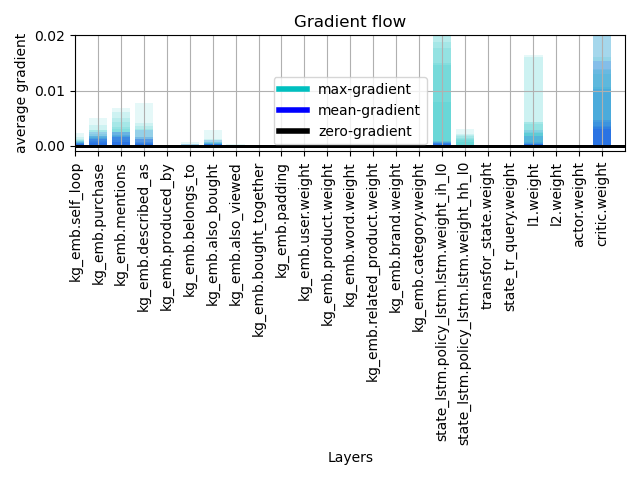 Gradient flow
average gradient
0.02
0.01
0.00
max-gradient
mean-gradient
zero-gradient
kg_emb.self_loop
kg_emb.purchase
kg_emb.mentions
kg_emb.described_as
kg_emb.produced_by
kg_emb.belongs_to
kg_emb.also_bought
kg_emb.also_viewed
kg_emb.bought_together
kg_emb.padding
kg_emb.user.weight
kg_emb.product.weight
kg_emb.word.weight
kg_emb.related_product.weight
kg_emb.brand.weight
kg_emb.category.weight
state_lstm.policy_lstm.lstm.weight_ih_l0
state_lstm.policy_lstm.lstm.weight_hh_l0
transfor_state.weight
state_tr_query.weight
l1.weight
l2.weight
actor.weight
critic.weight
Layers